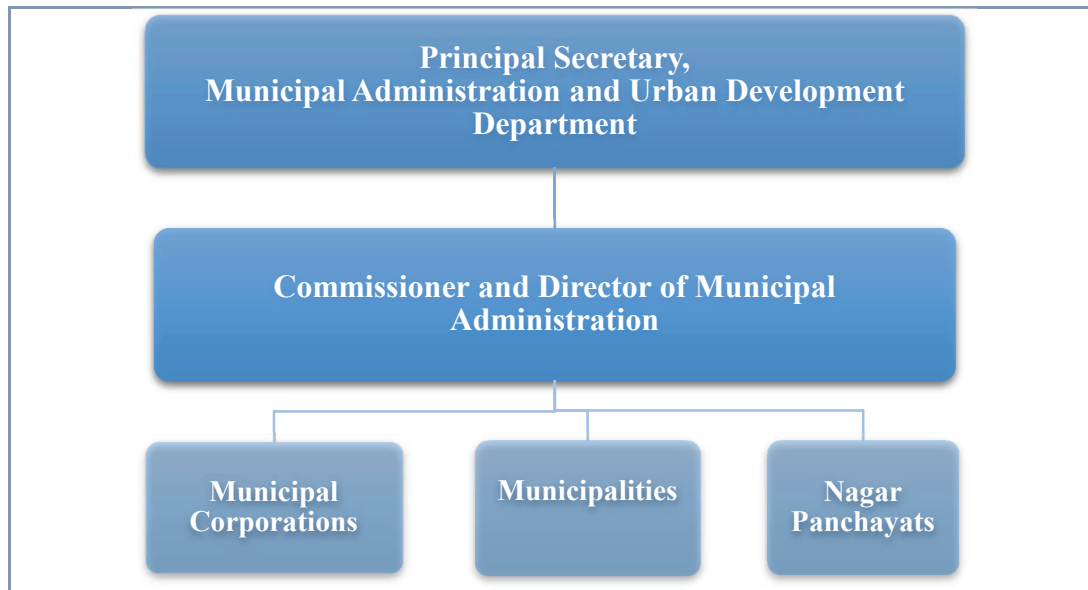 Principal Secretary,
Municipal Administration and Urban Development
Department
Commissioner and Director of Municipal
Administration
Municipal
Corporations
Municipalities
Nagar
Panchayats